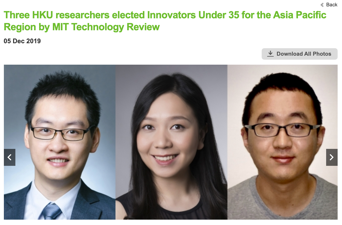 Back
Three HKU researchers elected Innovators Under 35 for the Asia Pacific
Region by MIT Technology Review
05 Dec 2019
Download All Photos